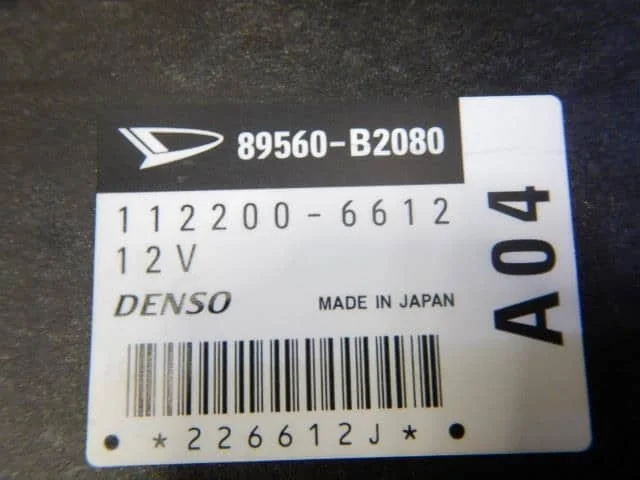 89560-B2080
112200-6612
12V
DENSO MADE IN JAPAN
*226612J*
A04